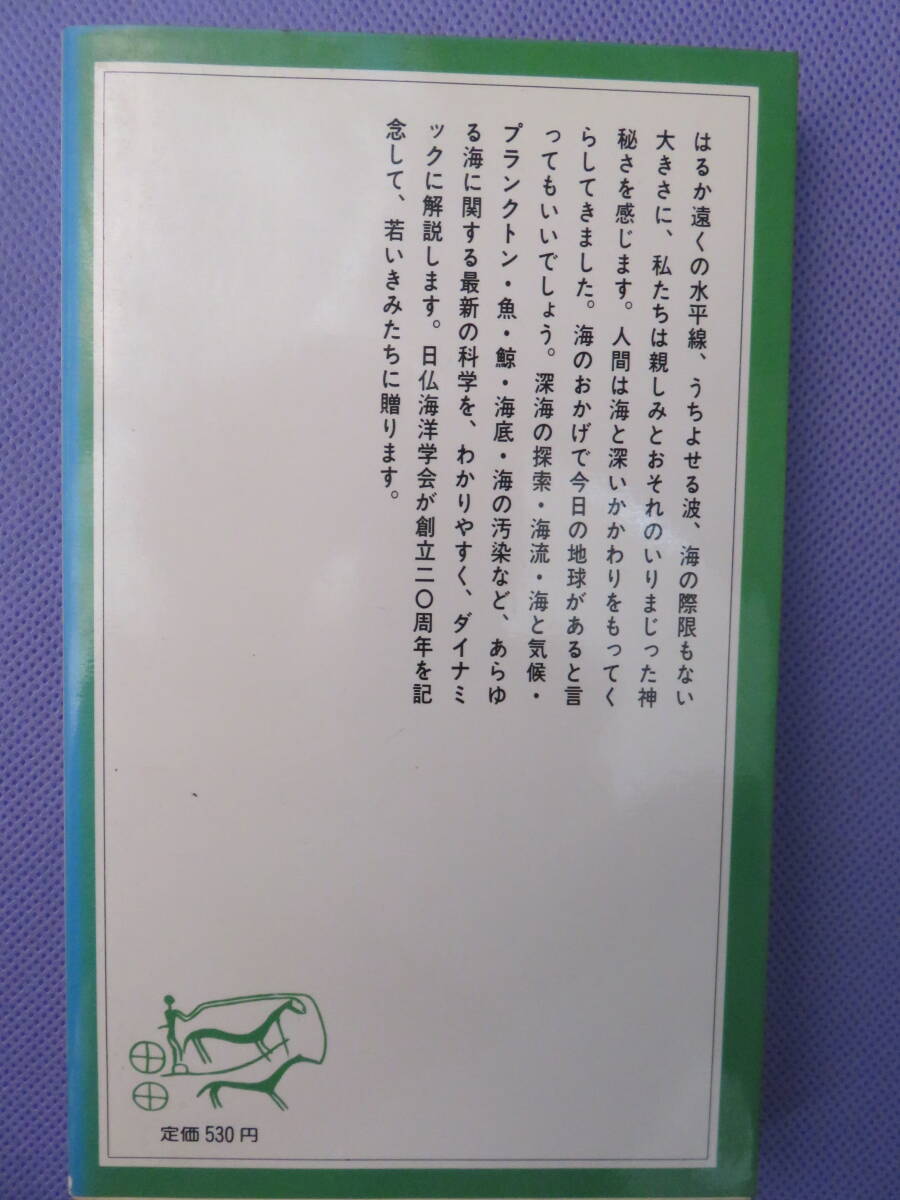 はるか遠くの水平線、うちよせる波、海の際限もない
大きさに、私たちは親しみとおそれのいりまじった神
秘さを感じます。人間は海と深いかかわりをもってく
らしてきました。海のおかげで今日の地球があると言
ってもいいでしょう。深海の探索・海流・海と気候・
プランクトン・魚・鯨・海底・海の汚染など、あらゆ
る海に関する最新の科学を、わかりやすく、ダイナミ
ックに解説します。日仏海洋学会が創立二〇周年を記
念して、若いきみたちに贈ります。
定価530円